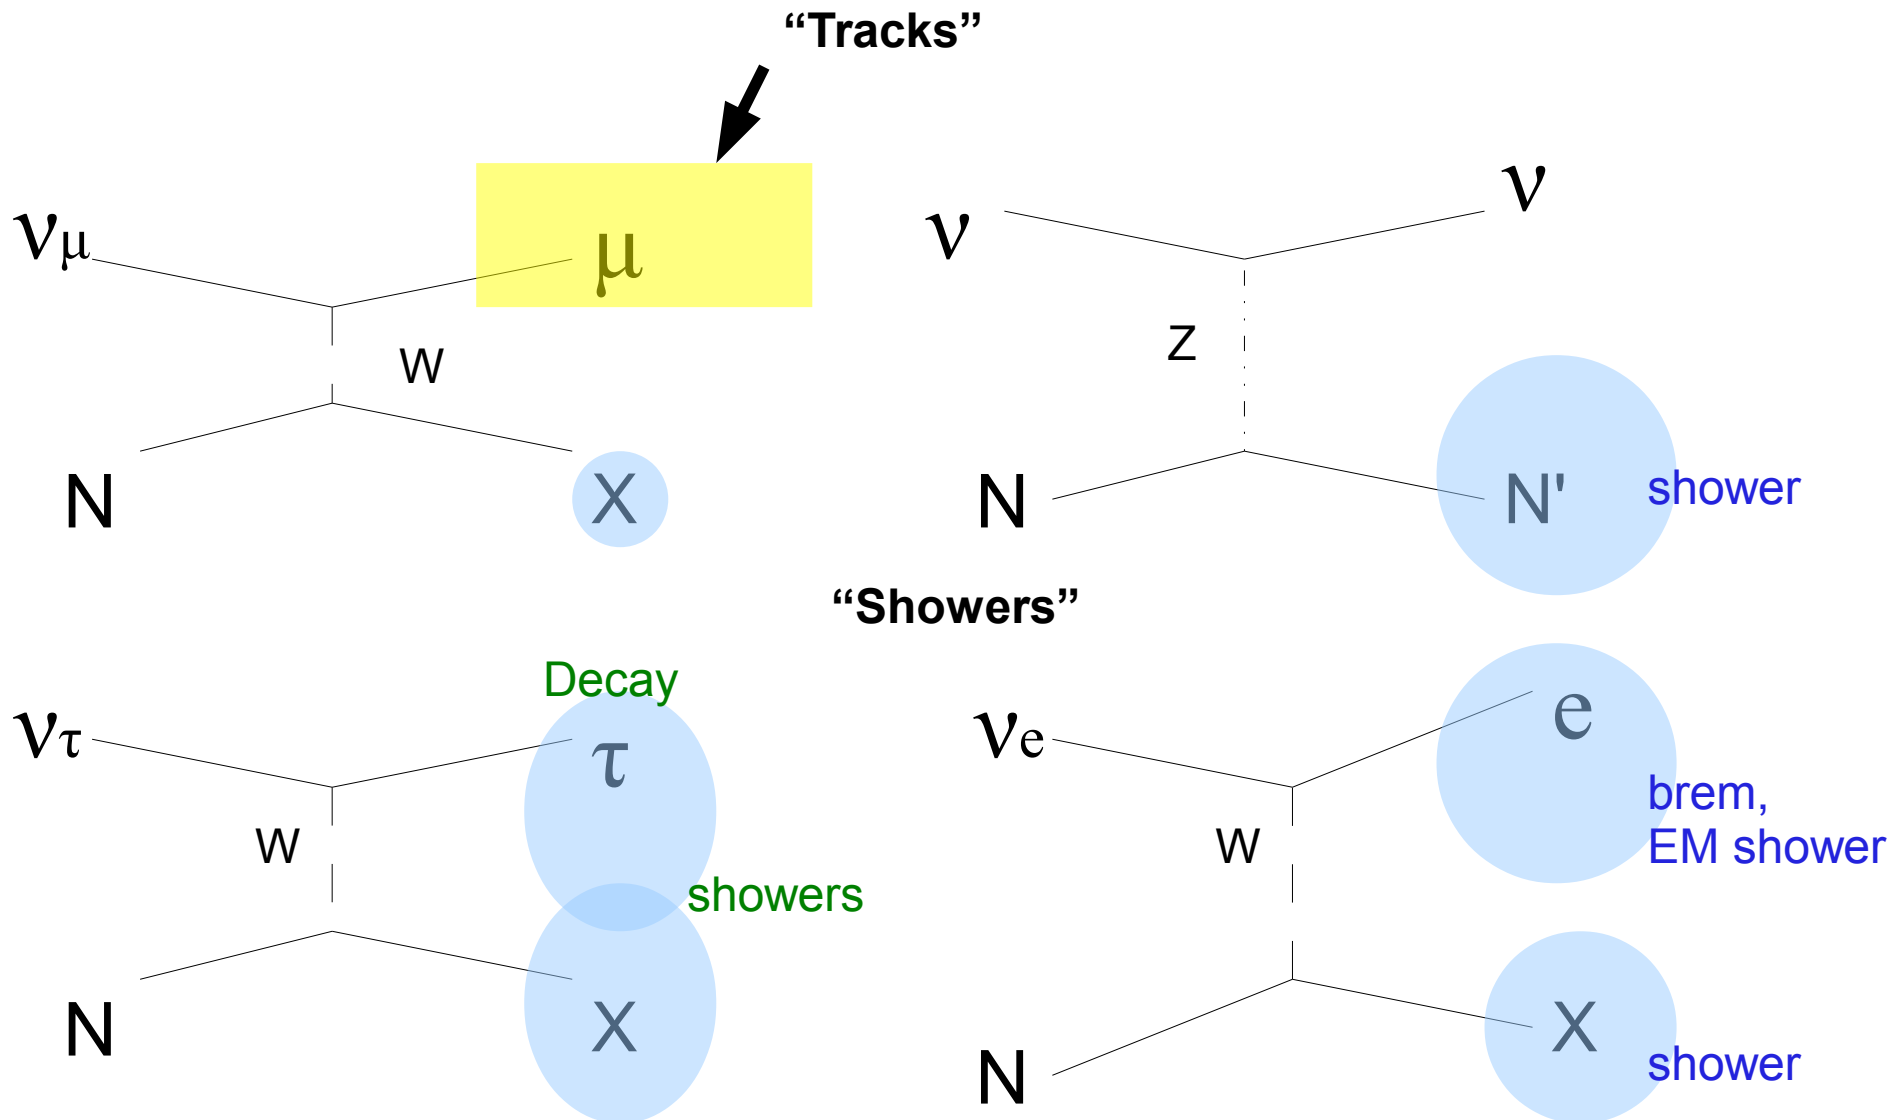 “Tracks”
νμ
μ
W
N
X
ν
ν
Z
N
N'
shower
“Showers”
Decay
ντ
τ
W
showers
N
X
νe
e
brem,
EM shower
W
N
X
shower